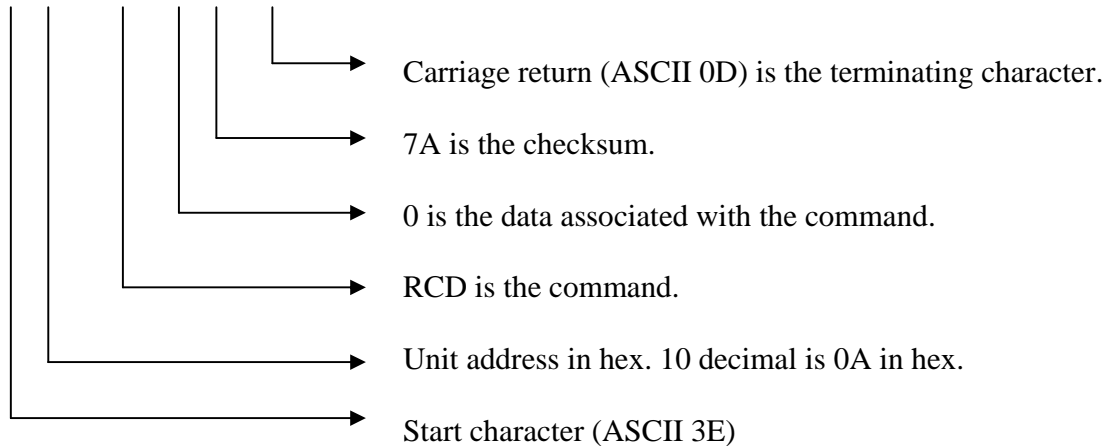 Carriage return (ASCII 0D) is the terminating character.
7A is the checksum.
0 is the data associated with the command.
RCD is the command.
Unit address in hex. 10 decimal is 0A in hex.
Start character (ASCII 3E)